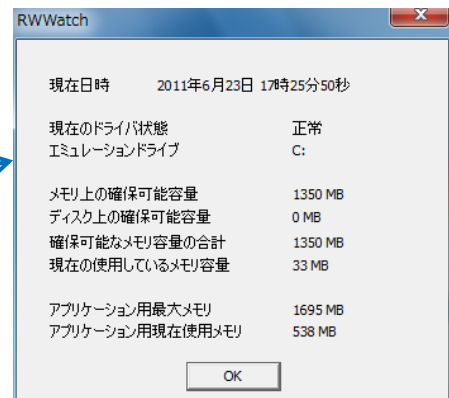 RWWatch
現在日時 2011年6月23日 17時25分50秒
現在のドライバ状態 正常
エミュレーションドライブ C:
メモリ上の確保可能容量 1350 MB
ディスク上の確保可能容量 0 MB
確保可能なメモリ容量の合計 1350 MB
現在の使用しているメモリ容量 33 MB
アプリケーション用最大メモリ 1695 MB
アプリケーション用現在使用メモリ 538 MB
OK